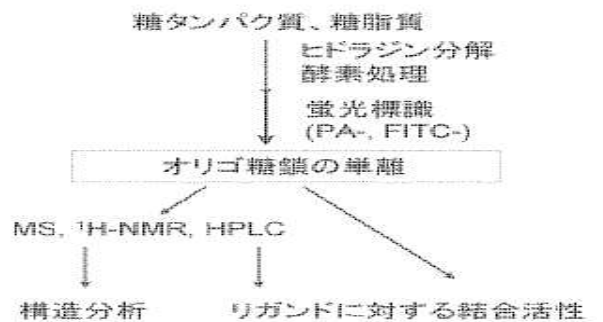 糖タンパク質、糖脂質
ヒドラジン分解
酵素処理
蛍光標識
(PA-, FITC-)
オリゴ糖鎖の単離
MS, ¹H-NMR, HPLC
構造分析
リガンドに対する結合活性